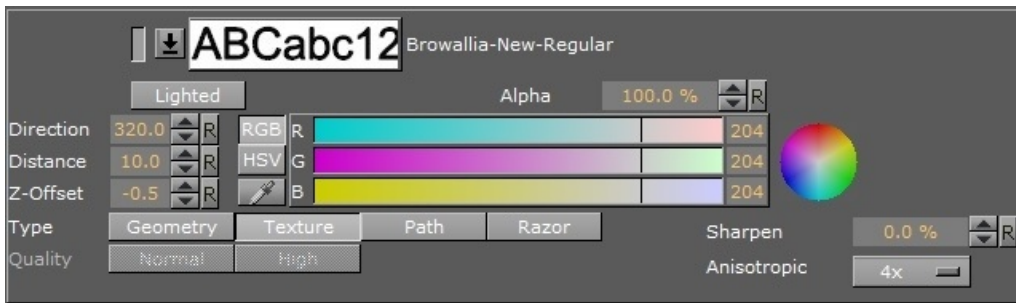 ABCabc12 Browallia-New-Regular
Lighted Alpha 100.0 % R
Direction 320.0 R RGB R 204
Distance 10.0 R HSV G 204
Z-Offset -0.5 R B 204
Type Geometry Texture Path Razor Sharpen 0.0 % R
Quality Normal High Anisotropic 4x